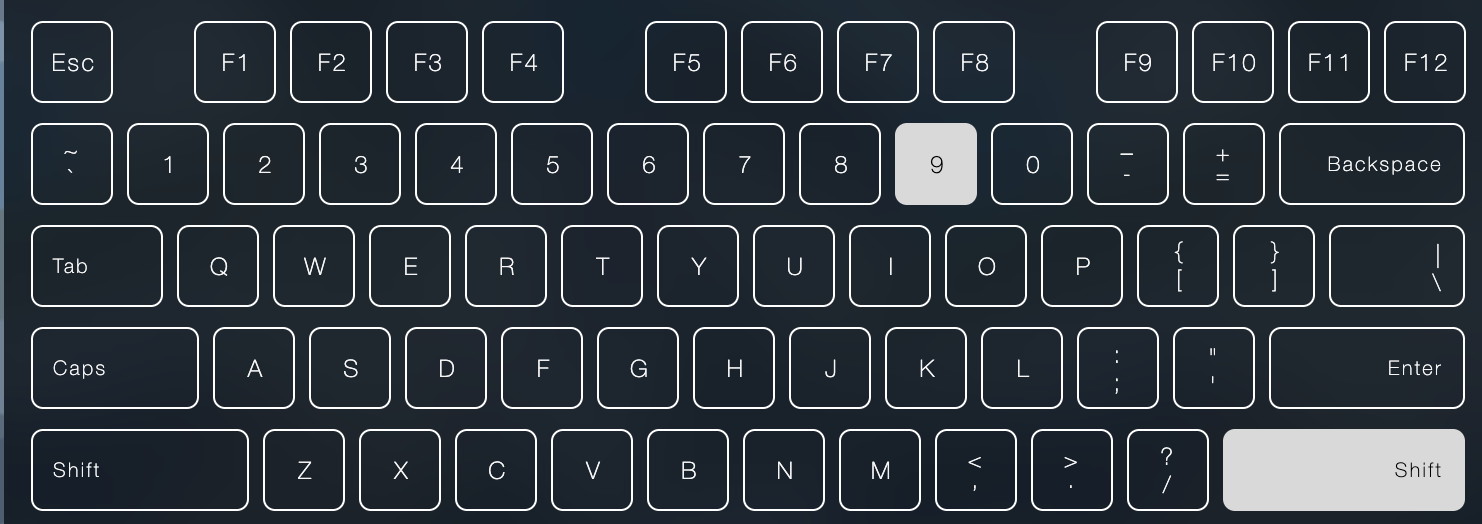 Esc F1 F2 F3 F4 F5 F6 F7 F8 F9 F10 F11 F12
~ ` 1 2 3 4 5 6 7 8 9 0 – - + = Backspace
Tab Q W E R T Y U I O P { [ } ] | \
Caps A S D F G H J K L : ; " ' Enter
Shift Z X C V B N M < , > . ? / Shift